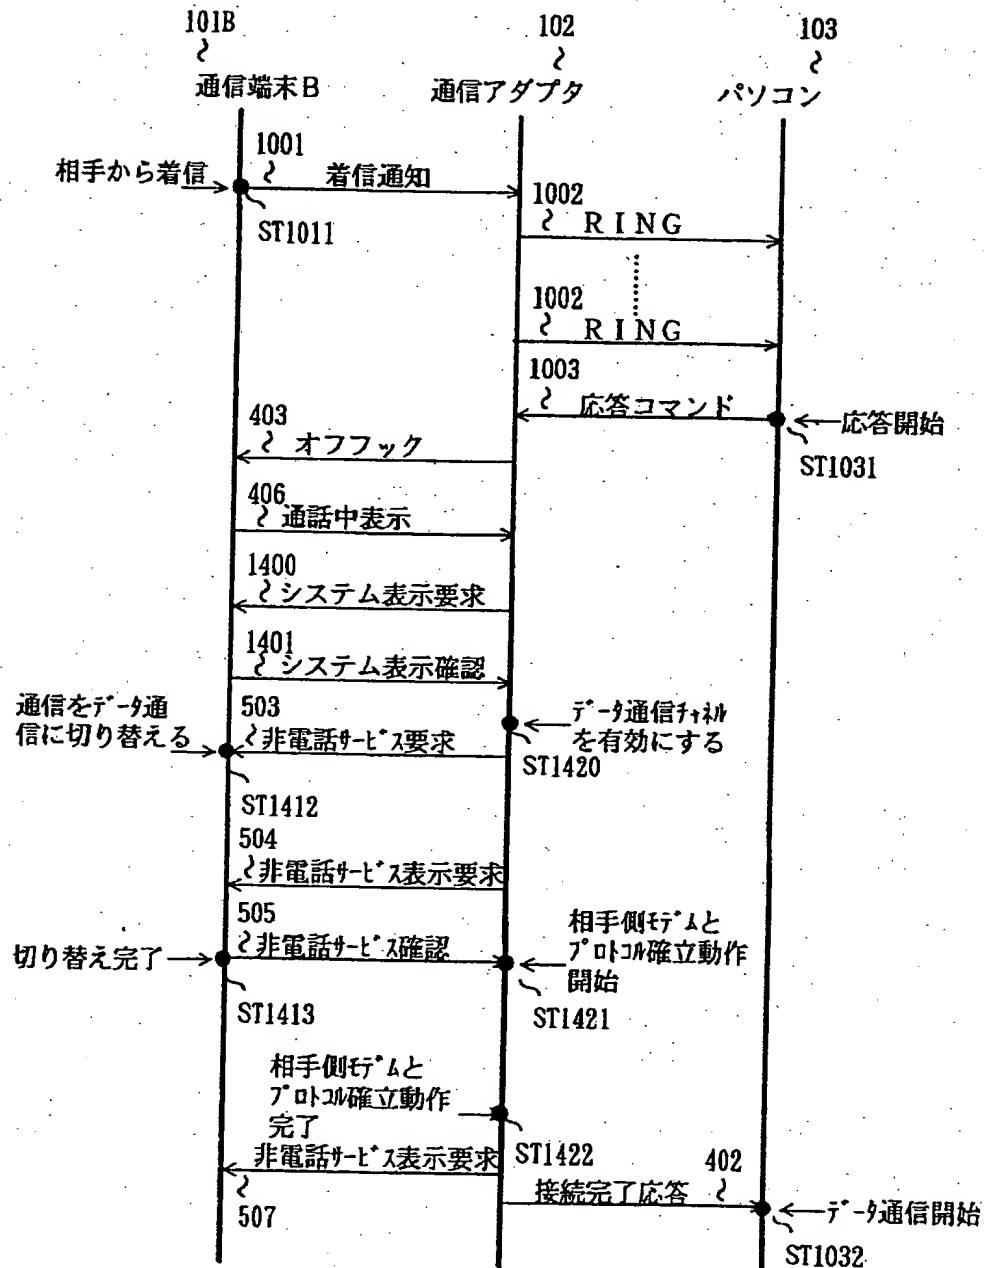 101B
102
103
通信端末B
通信アダプタ
パソコン
1001
相手から着信
着信通知
ST1011
1002
RING
1002
RING
1003
応答コマンド
応答開始
ST1031
403
オフフック
406
通話中表示
1400
システム表示要求
1401
システム表示確認
通信をデータ通
信に切り替える
503
非電話サービス要求
データ通信チャネル
を有効にする
ST1420
ST1412
504
非電話サービス表示要求
505
非電話サービス確認
切り替え完了
相手側モデムと
プロトコル確立動作
開始
ST1413
ST1421
相手側モデムと
プロトコル確立動作
完了
ST1422
非電話サービス表示要求
507
402
接続完了応答
データ通信開始
ST1032